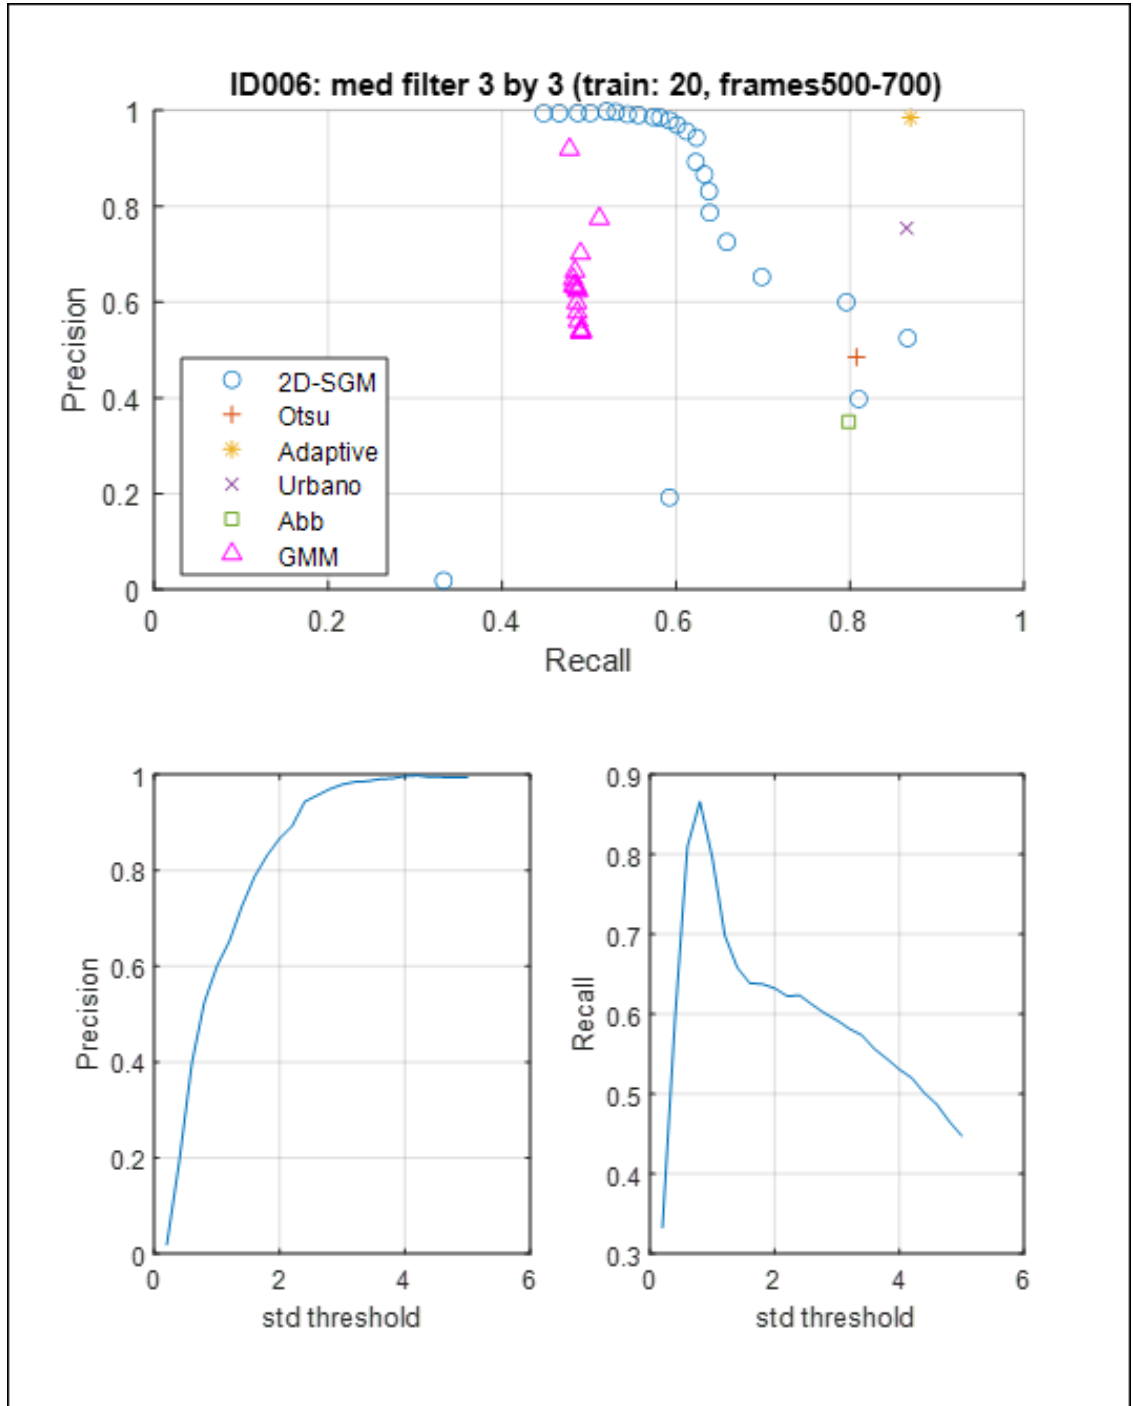 ID006: med filter 3 by 3 (train: 20, frames500-700)
1
0.8
0.6
0.4
0.2
0
Precision
2D-SGM
Otsu
Adaptive
Urbano
Abb
GMM
0 0.2 0.4 0.6 0.8 1
Recall
1
0.8
0.6
0.4
0.2
0
Precision
0 2 4 6
std threshold
0.9
0.8
0.7
0.6
0.5
0.4
0.3
Recall
0 2 4 6
std threshold